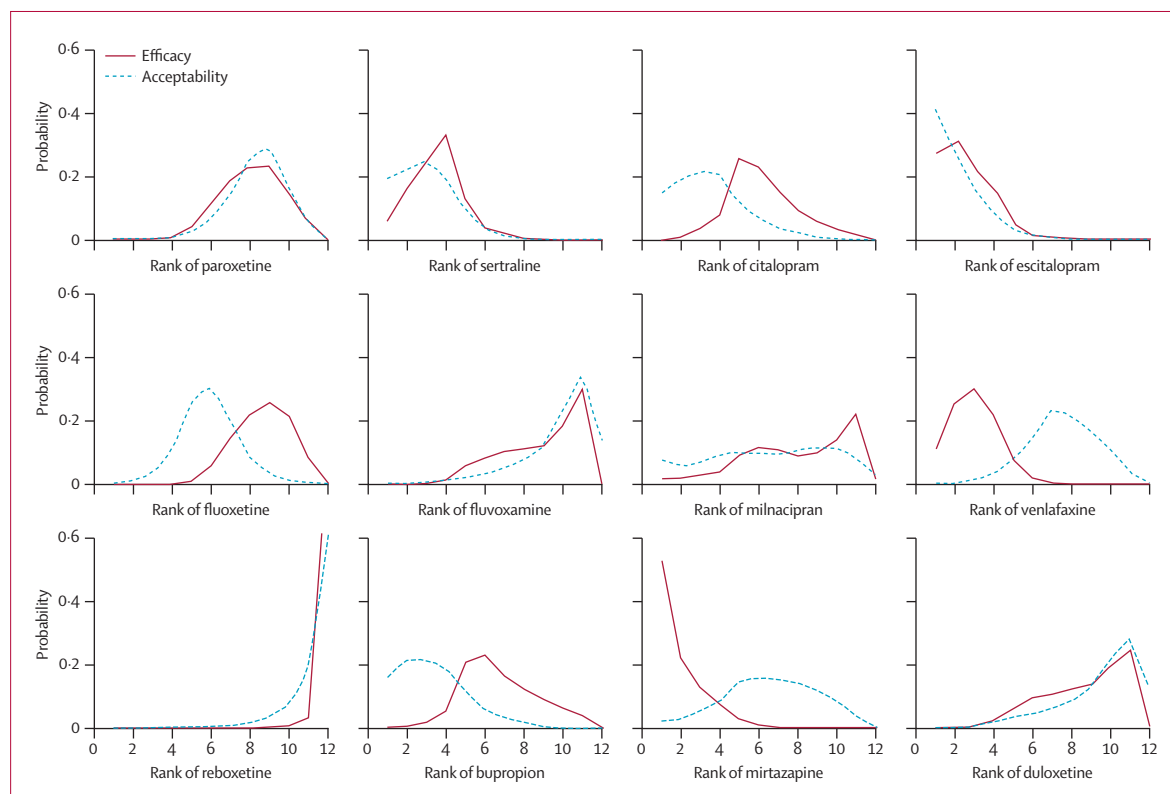 Efficacy
Acceptability
Probability
0·6
0·4
0·2
0
Rank of paroxetine
Rank of sertraline
Rank of citalopram
Rank of escitalopram
Probability
0·6
0·4
0·2
0
Rank of fluoxetine
Rank of fluvoxamine
Rank of milnacipran
Rank of venlafaxine
Probability
0·6
0·4
0·2
0
0 2 4 6 8 10 12
0 2 4 6 8 10 12
0 2 4 6 8 10 12
0 2 4 6 8 10 12
Rank of reboxetine
Rank of bupropion
Rank of mirtazapine
Rank of duloxetine